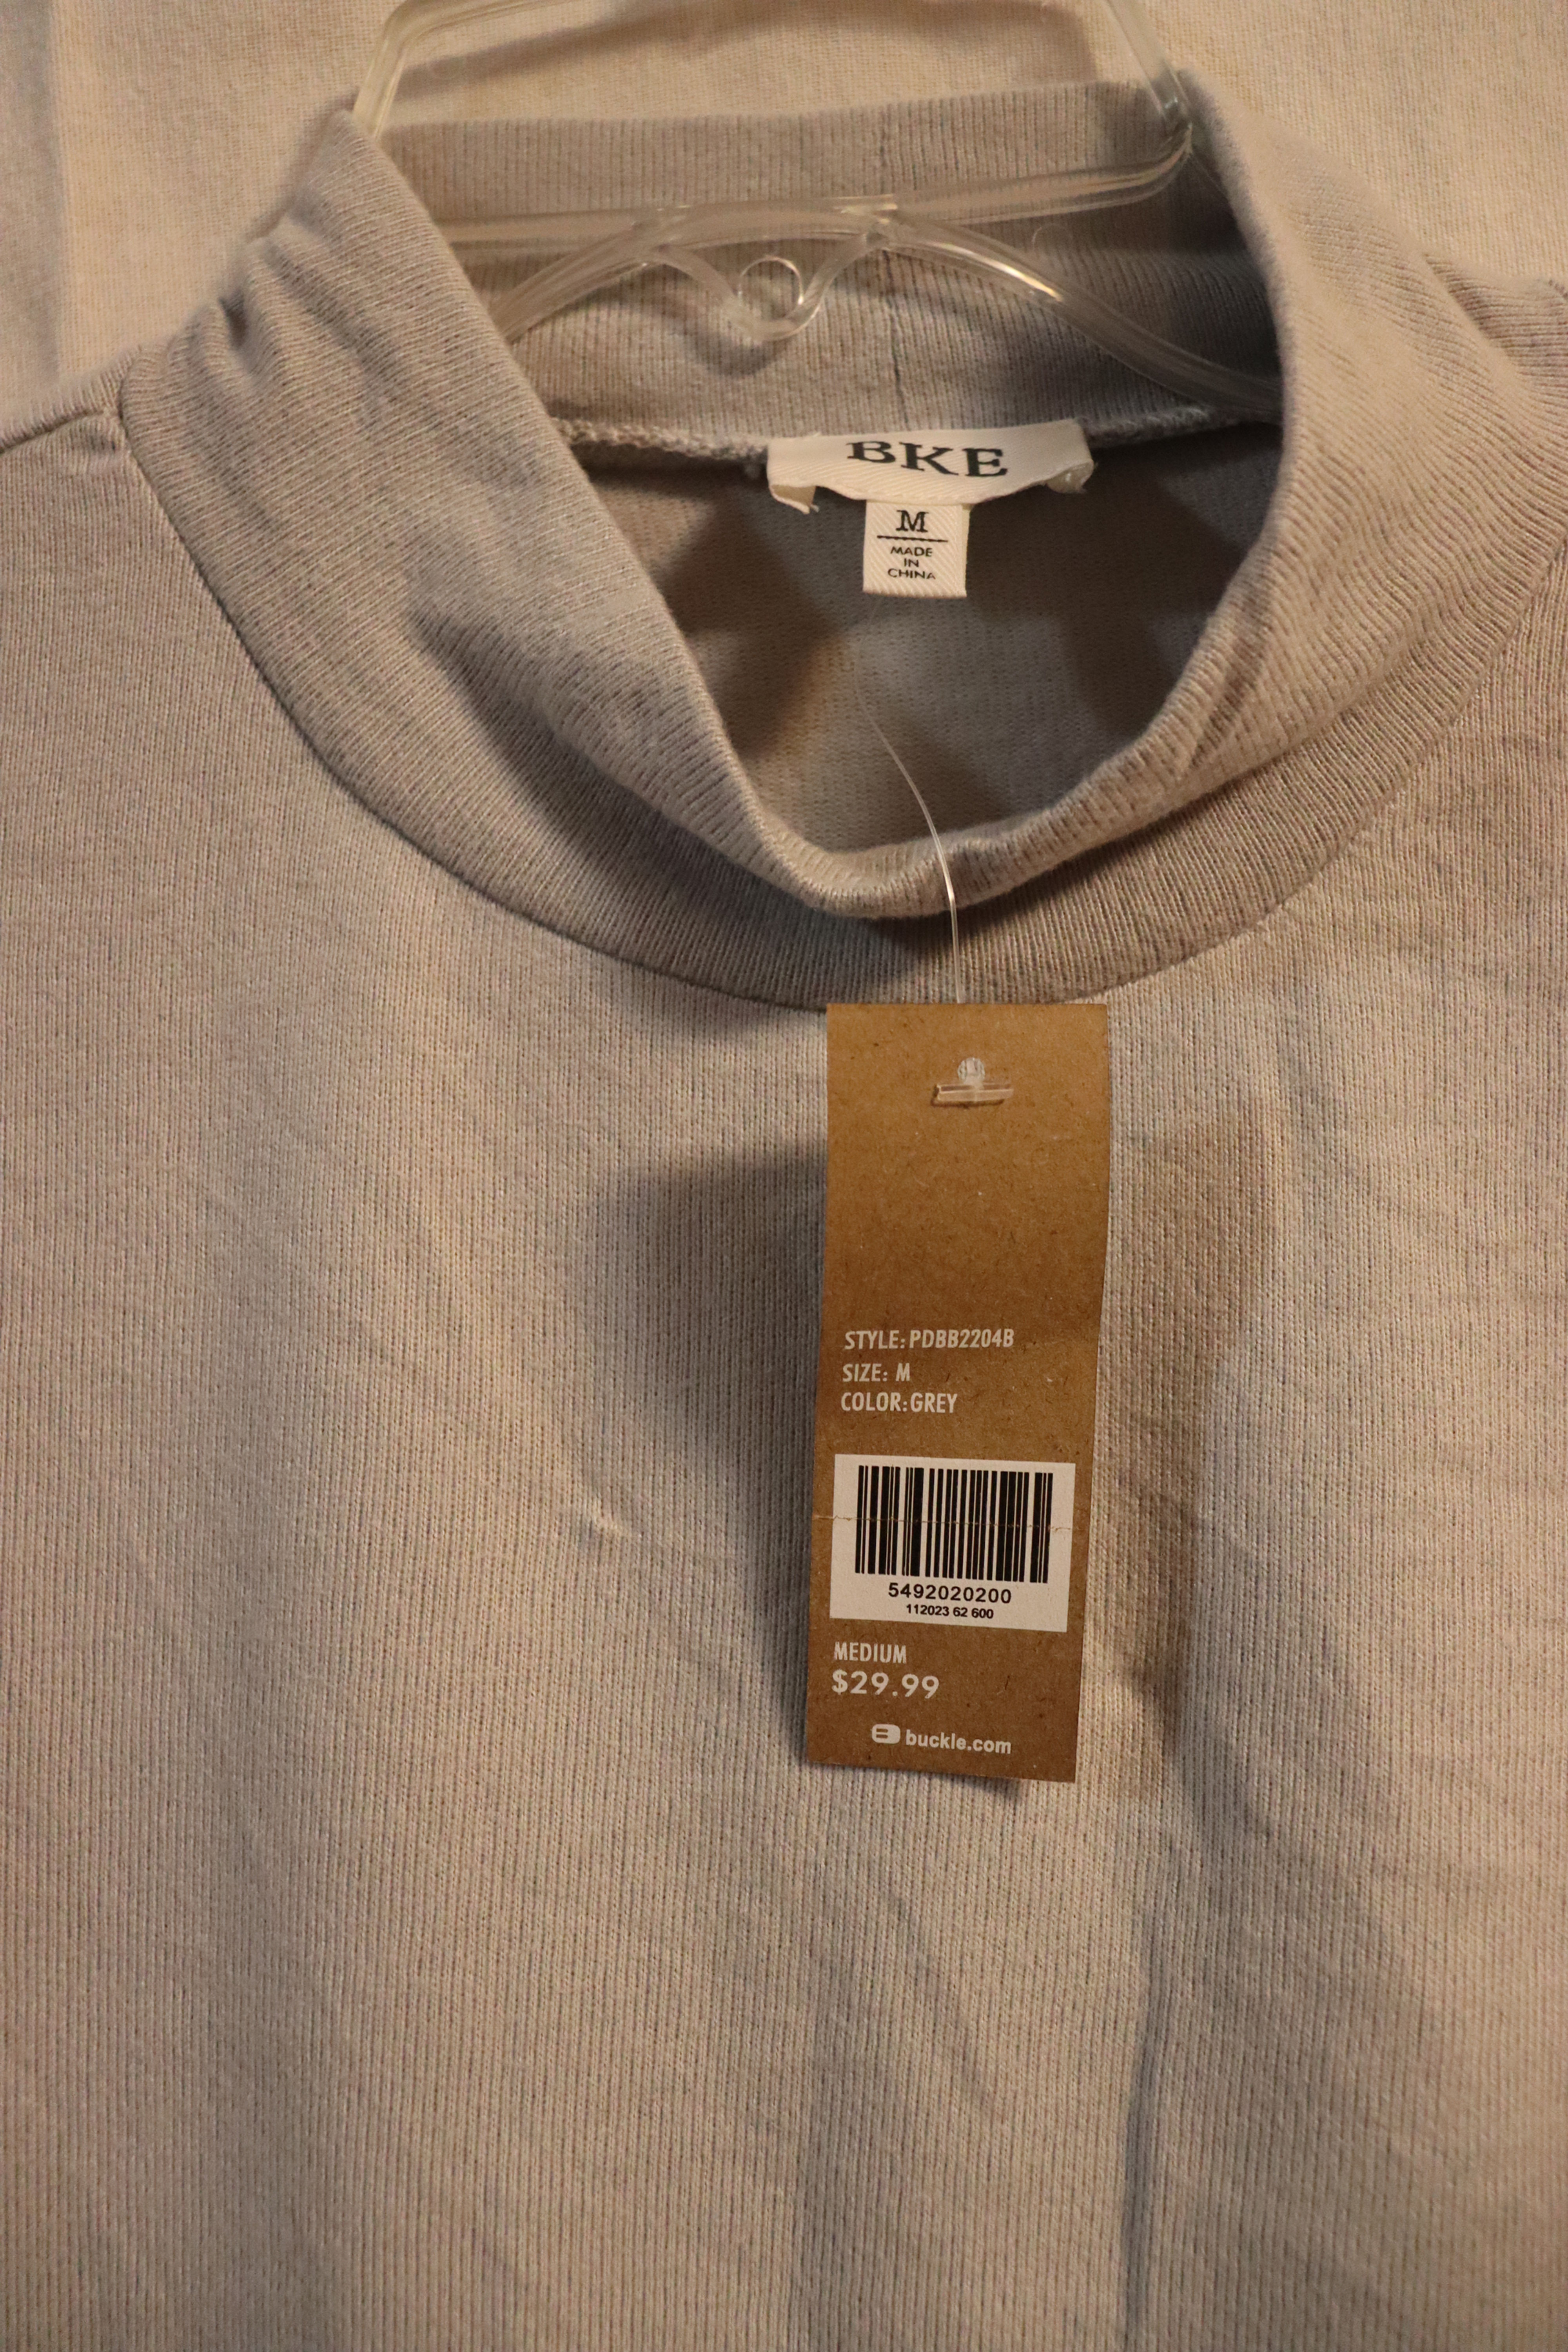 BKE
M
MADE
IN
CHINA
STYLE:PDBB2204B
SIZE: M
COLOR:GREY
5492020200
112023 62 600
MEDIUM
$29.99
buckle.com